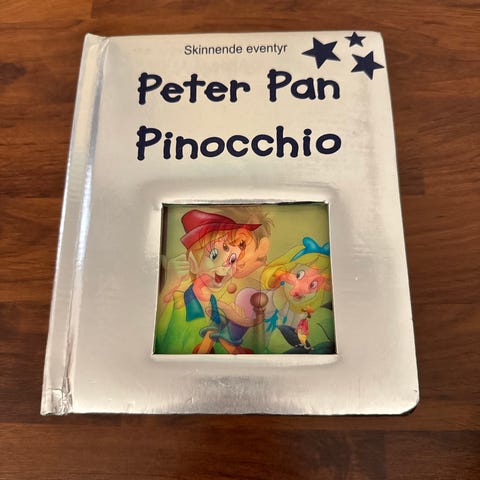 Skinnende eventyr
Peter Pan
Pinocchio